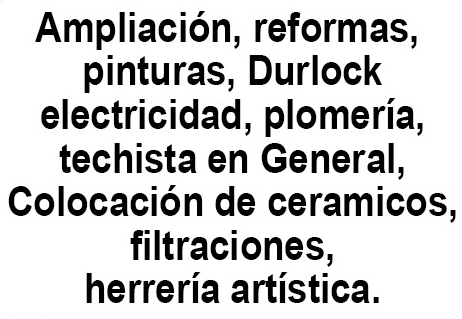 Ampliación, reformas,
pinturas, Durlock
electricidad, plomería,
techista en General,
Colocación de ceramicos,
filtraciones,
herrería artística.